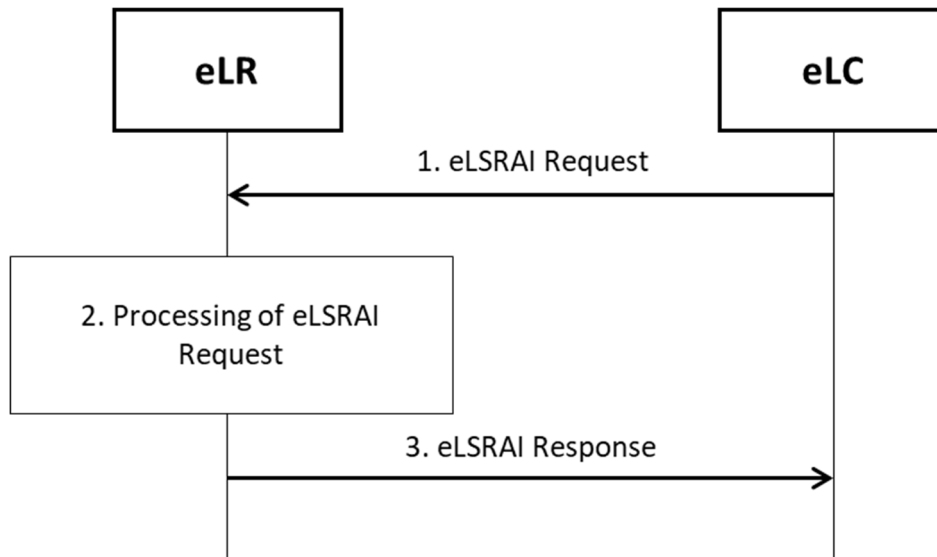 eLR
eLC
1. eLSRAI Request
2. Processing of eLSRAI
Request
3. eLSRAI Response